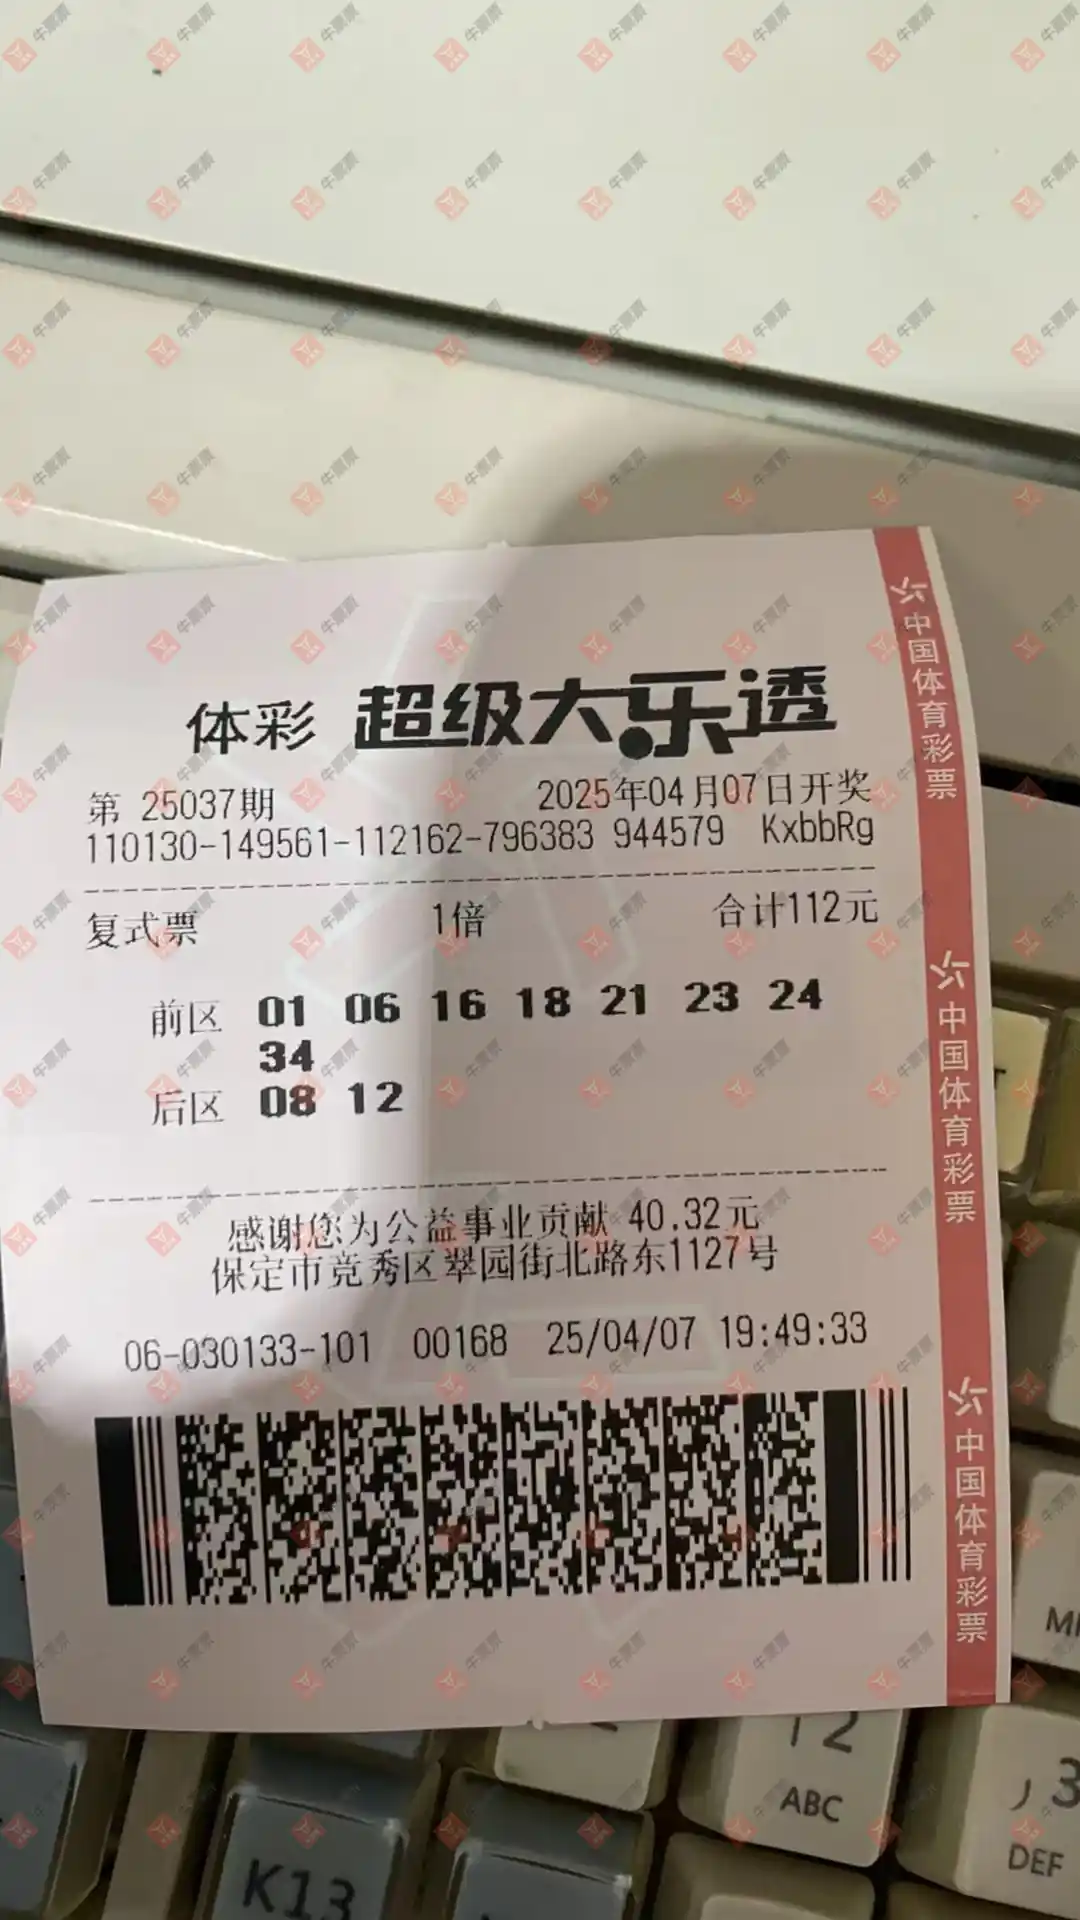 体彩 超级大乐透
第 25037期 2025年04月07日开奖
110130-149561-112162-796383 944579 KxbbRg
复式票 1倍 合计112元
前区 01 06 16 18 21 23 24
34
后区 08 12
感谢您为公益事业贡献 40.32元
保定市竞秀区翠园街北路东1127号
06-030133-101 00168 25/04/07 19:49:33
中国体育彩票
中国体育彩票
中国体育彩票
2
ABC
3
DEF
K13
牛票票